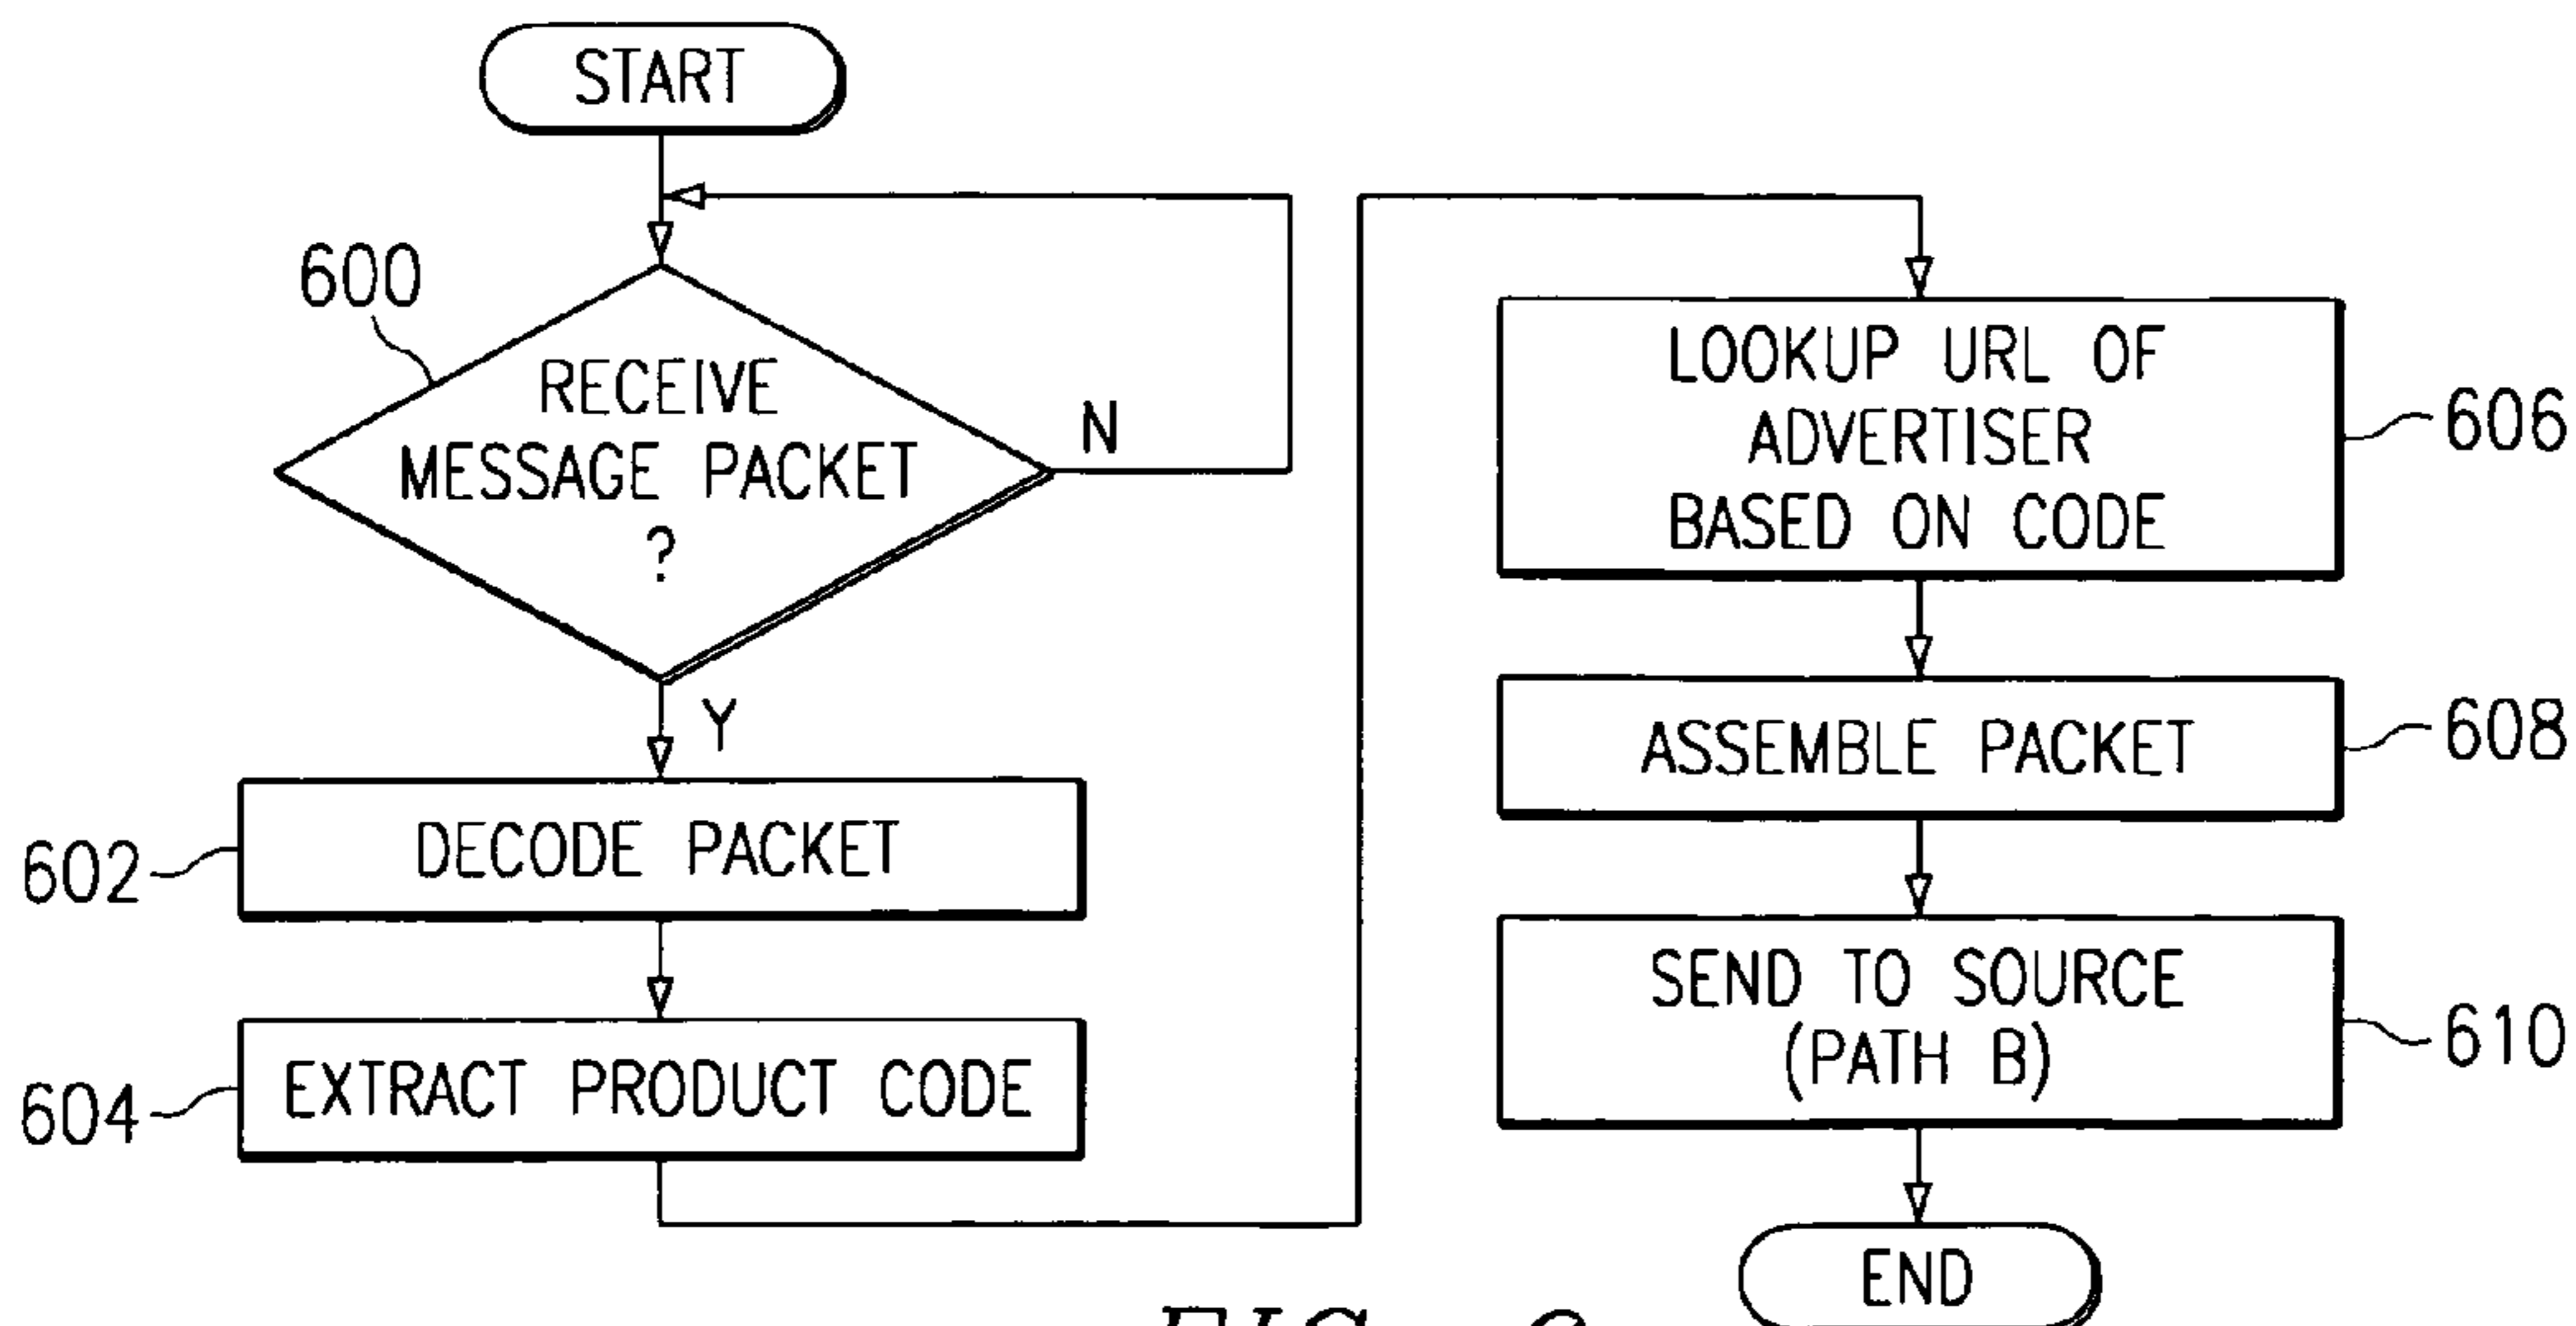 START
600
RECEIVE
MESSAGE PACKET
?
N
Y
602
DECODE PACKET
604
EXTRACT PRODUCT CODE
LOOKUP URL OF
ADVERTISER
BASED ON CODE
606
ASSEMBLE PACKET
608
SEND TO SOURCE
(PATH B)
610
END